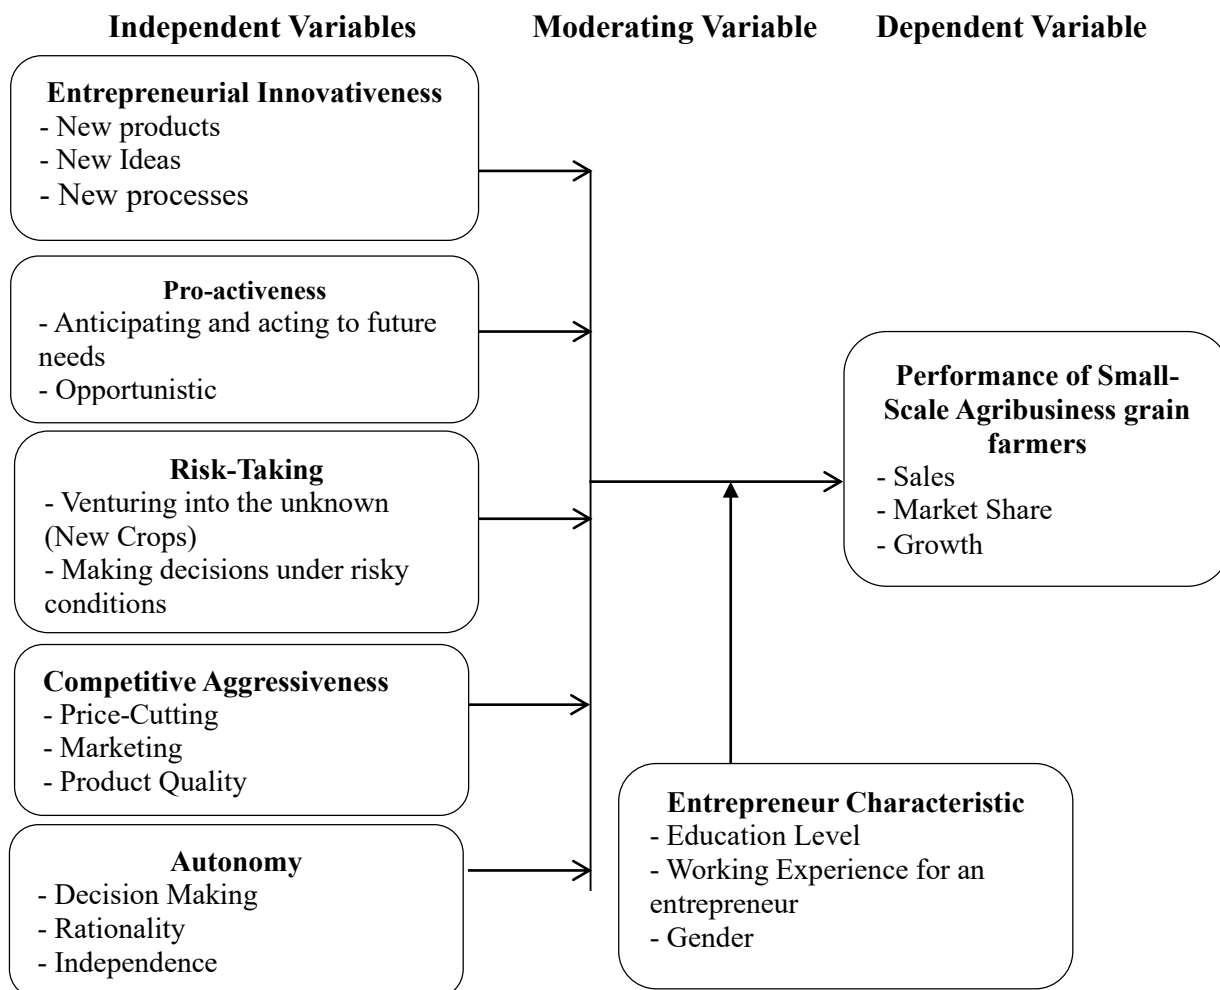 Independent Variables
Moderating Variable
Dependent Variable
Entrepreneurial Innovativeness
- New products
- New Ideas
- New processes
Pro-activeness
- Anticipating and acting to future
needs
- Opportunistic
Risk-Taking
- Venturing into the unknown
(New Crops)
- Making decisions under risky
conditions
Competitive Aggressiveness
- Price-Cutting
- Marketing
- Product Quality
Autonomy
- Decision Making
- Rationality
- Independence
Entrepreneur Characteristic
- Education Level
- Working Experience for an
entrepreneur
- Gender
Performance of Small-
Scale Agribusiness grain
farmers
- Sales
- Market Share
- Growth